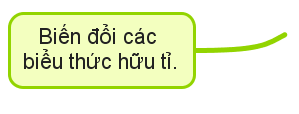 Biến đổi các
biểu thức hữu tỉ.